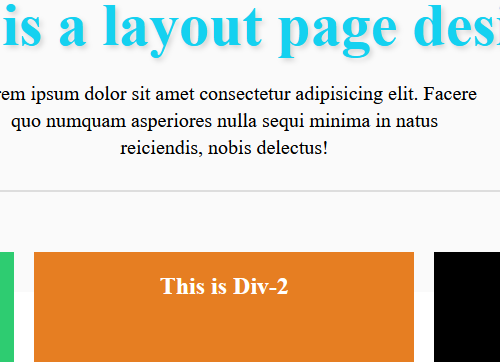 is a layout page desi
rem ipsum dolor sit amet consectetur adipisicing elit. Facere
quo numquam asperiores nulla sequi minima in natus
reiciendis, nobis delectus!
This is Div-2